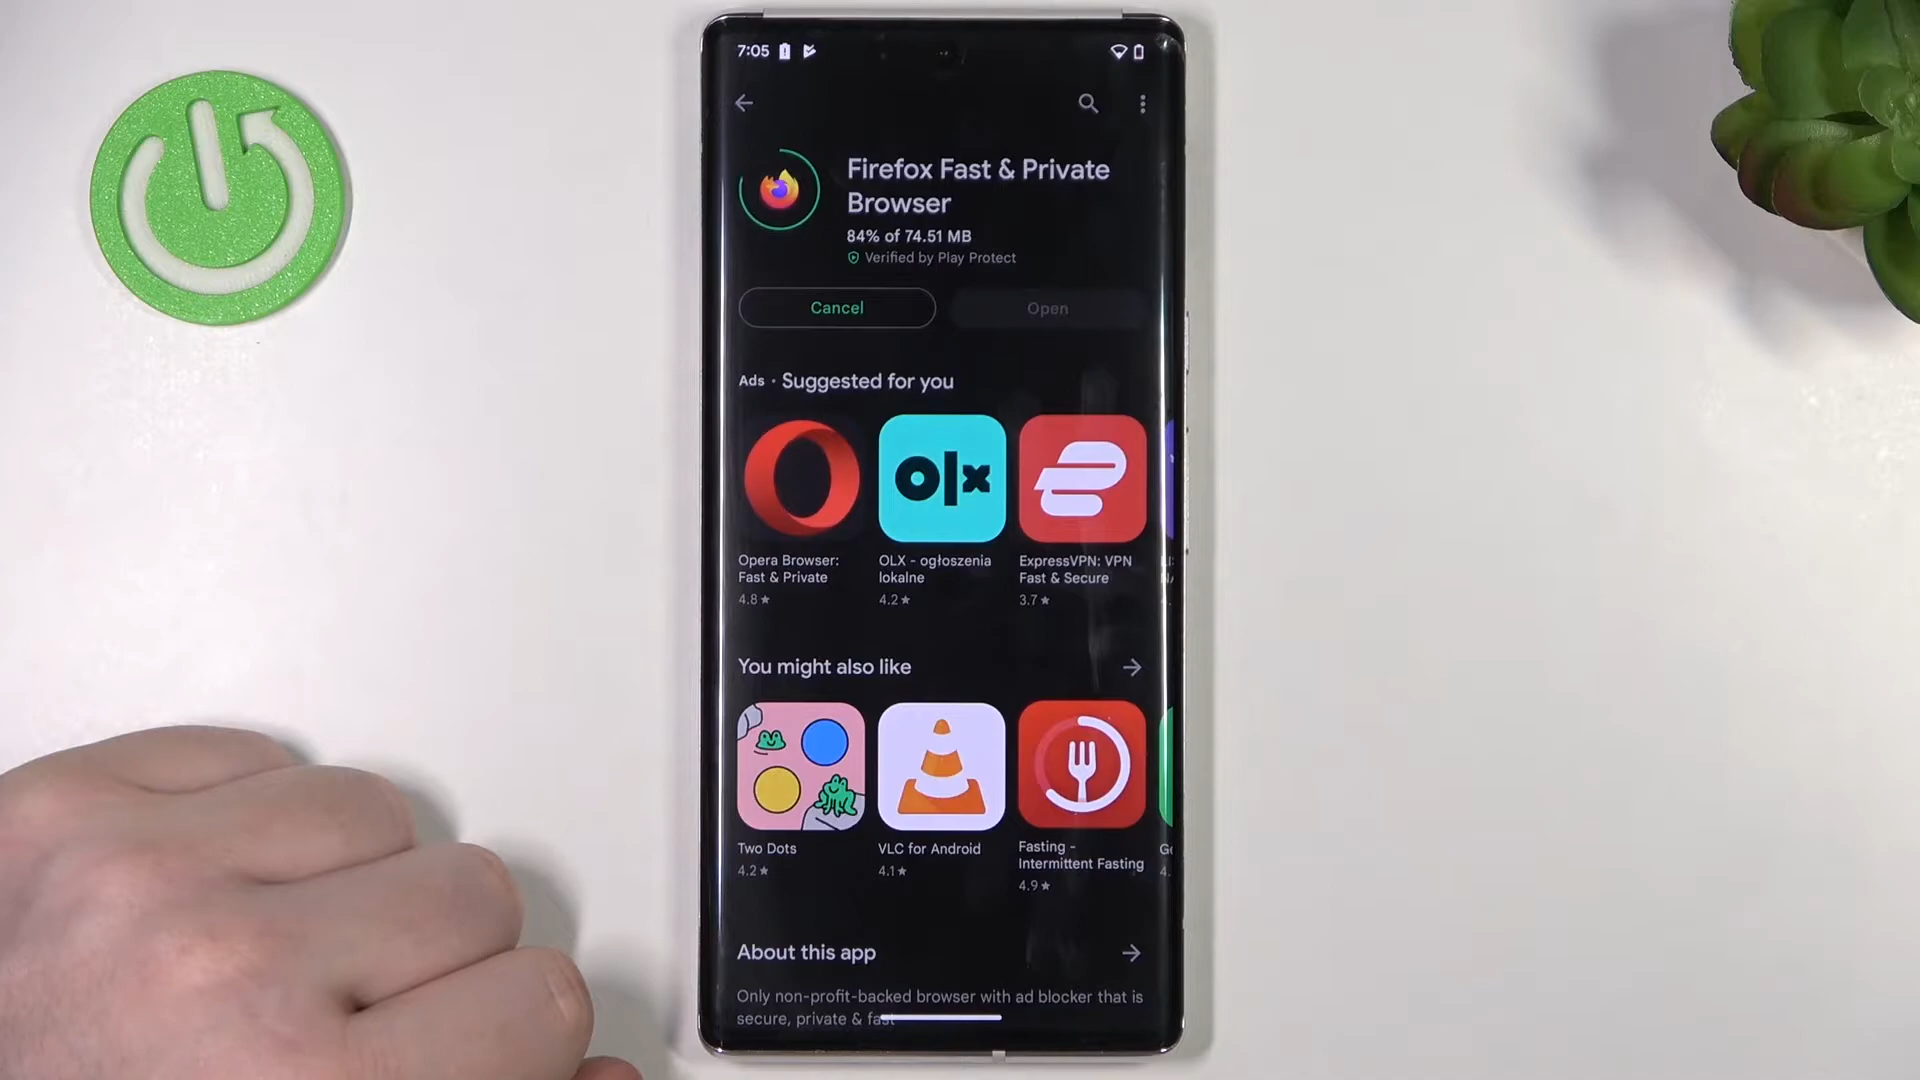 7:05
Firefox Fast & Private
Browser
84% of 74.51 MB
Verified by Play Protect
Cancel
Open
Ads • Suggested for you
olx
Opera Browser:
Fast & Private
4.8★
OLX - ogłoszenia
lokalne
4.2★
ExpressVPN: VPN
Fast & Secure
3.7★
You might also like
Two Dots
4.2★
VLC for Android
4.1★
Fasting -
Intermittent Fasting
4.9★
About this app
Only non-profit-backed browser with ad blocker that is
secure, private & fast